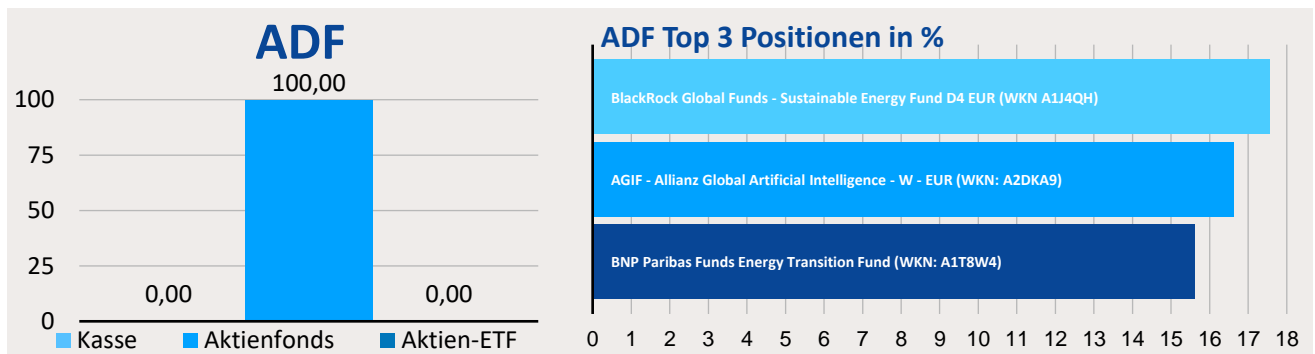 ADF
100,00
100
75
50
25
0
0,00
0,00
Kasse
Aktienfonds
Aktien-ETF
ADF Top 3 Positionen in %
BlackRock Global Funds - Sustainable Energy Fund D4 EUR (WKN A1J4QH)
AGIF - Allianz Global Artificial Intelligence - W - EUR (WKN: A2DKA9)
BNP Paribas Funds Energy Transition Fund (WKN: A1T8W4)
0 1 2 3 4 5 6 7 8 9 10 11 12 13 14 15 16 17 18